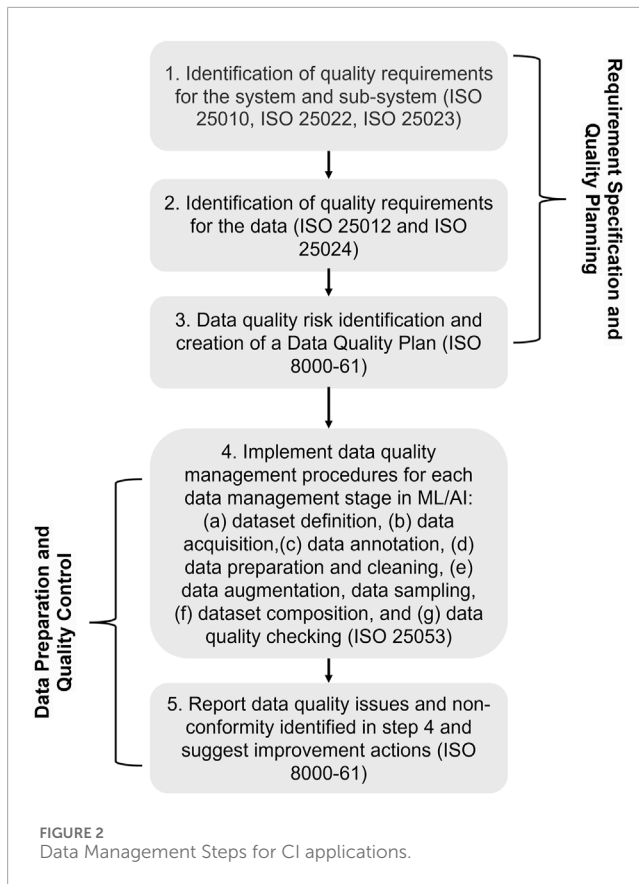 1. Identification of quality requirements
for the system and sub-system (ISO
25010, ISO 25022, ISO 25023)
Requirement Specification and
Quality Planning
2. Identification of quality requirements
for the data (ISO 25012 and ISO
25024)
3. Data quality risk identification and
creation of a Data Quality Plan (ISO
8000-61)
4. Implement data quality
management procedures for each
data management stage in ML/AI:
(a) dataset definition, (b) data
acquisition,(c) data annotation, (d)
data preparation and cleaning, (e)
data augmentation, data sampling,
(f) dataset composition, and (g) data
quality checking (ISO 25053)
Data Preparation and
Quality Control
5. Report data quality issues and non-
conformity identified in step 4 and
suggest improvement actions (ISO
8000-61)
FIGURE 2
Data Management Steps for CI applications.